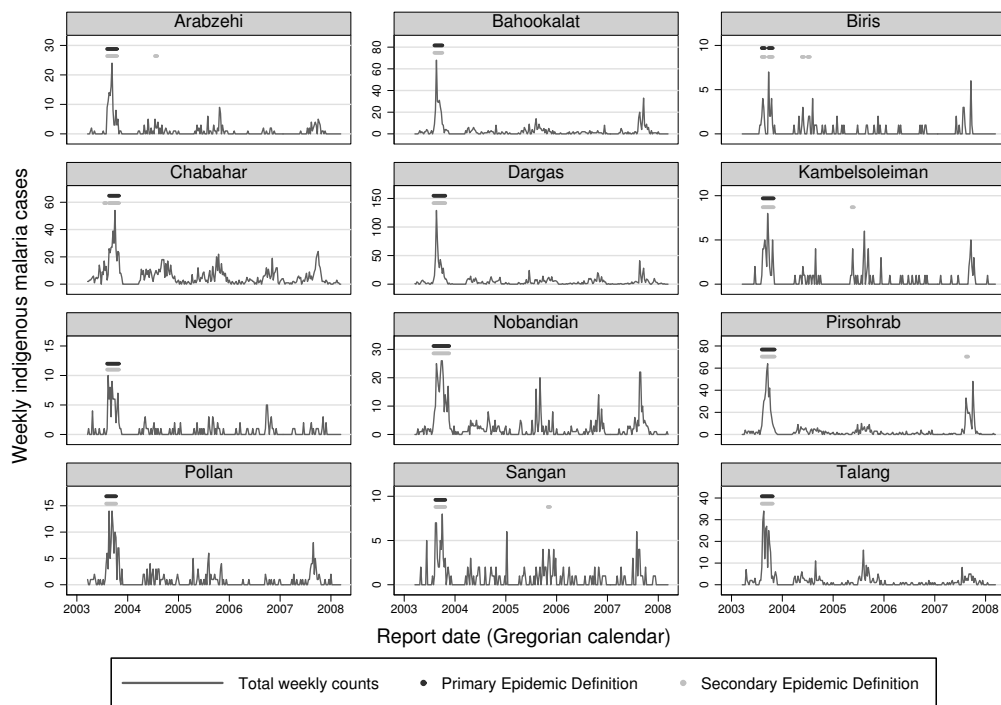 Arabzehi
Bahookalat
Biris
0 10 20 30
0 20 40 60 80
0 5 10
Chabahar
Dargas
Kambelsoleiman
0 20 40 60
0 50 100 150
0 5 10
Negor
Nobandian
Pirsohrab
0 5 10 15
0 10 20 30
0 20 40 60 80
Pollan
Sangan
Talang
0 5 10 15
0 5 10
0 10 20 30 40
2003 2004 2005 2006 2007 2008
2003 2004 2005 2006 2007 2008
2003 2004 2005 2006 2007 2008
Weekly indigenous malaria cases
Report date (Gregorian calendar)
Total weekly counts
Primary Epidemic Definition
Secondary Epidemic Definition